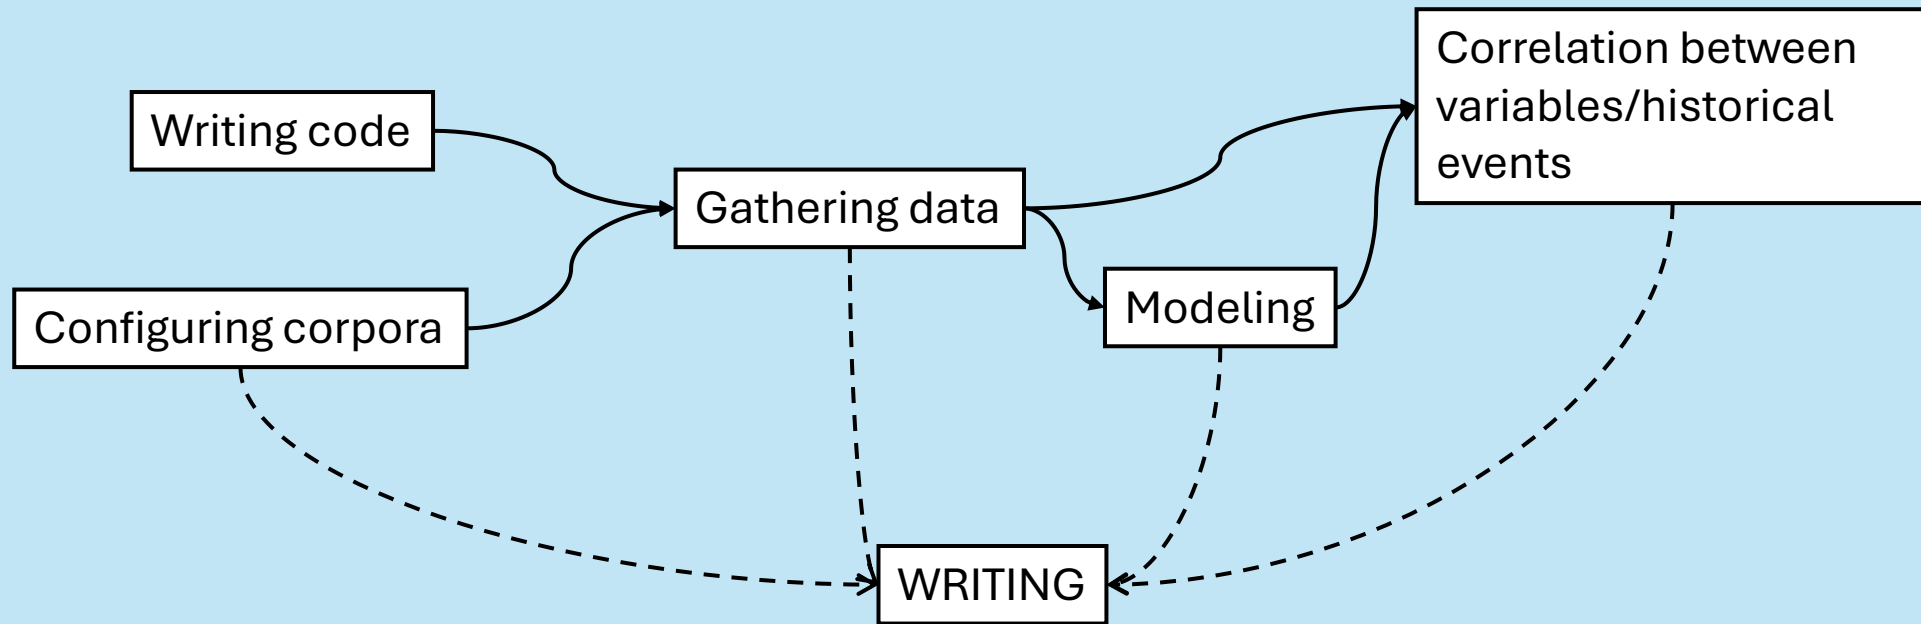 Writing code
Configuring corpora
Gathering data
Modeling
Correlation between
variables/historical
events
WRITING